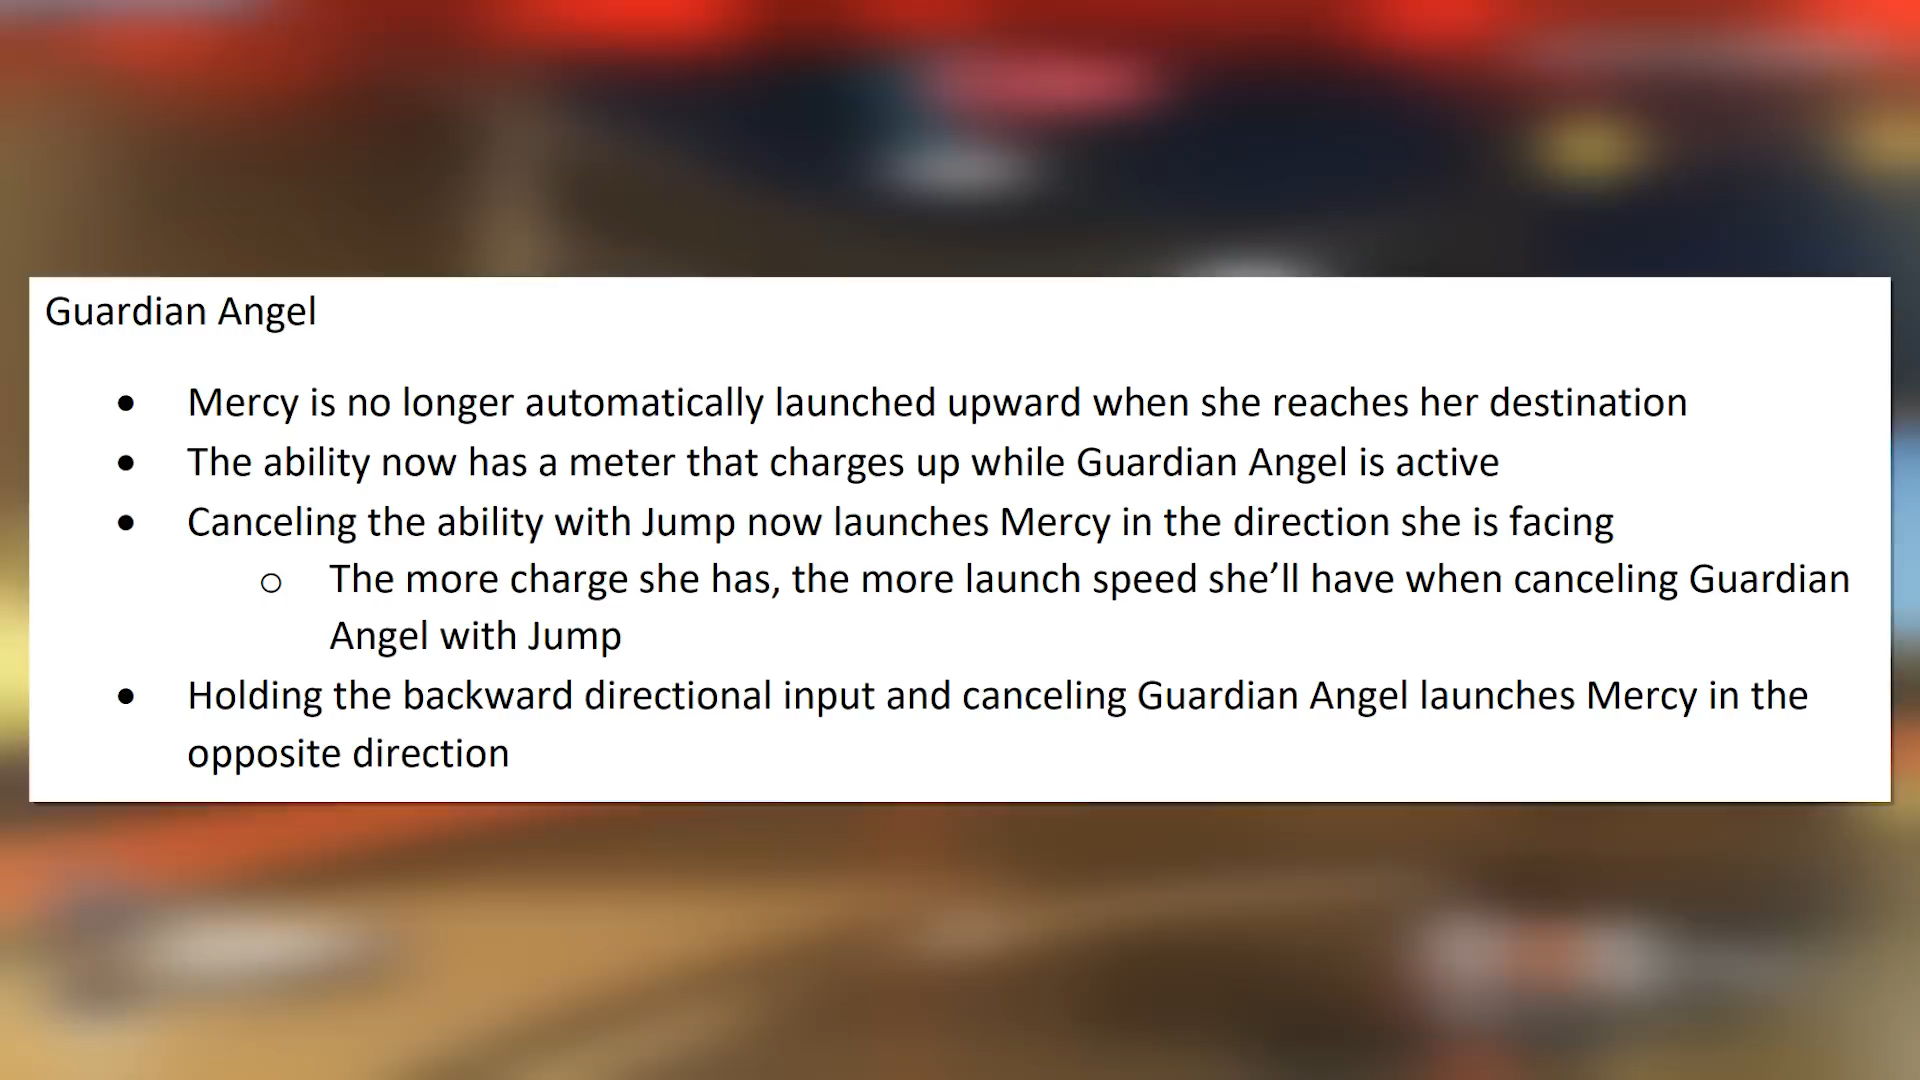 Guardian Angel
• Mercy is no longer automatically launched upward when she reaches her destination
• The ability now has a meter that charges up while Guardian Angel is active
• Canceling the ability with Jump now launches Mercy in the direction she is facing
○ The more charge she has, the more launch speed she’ll have when canceling Guardian
Angel with Jump
• Holding the backward directional input and canceling Guardian Angel launches Mercy in the
opposite direction